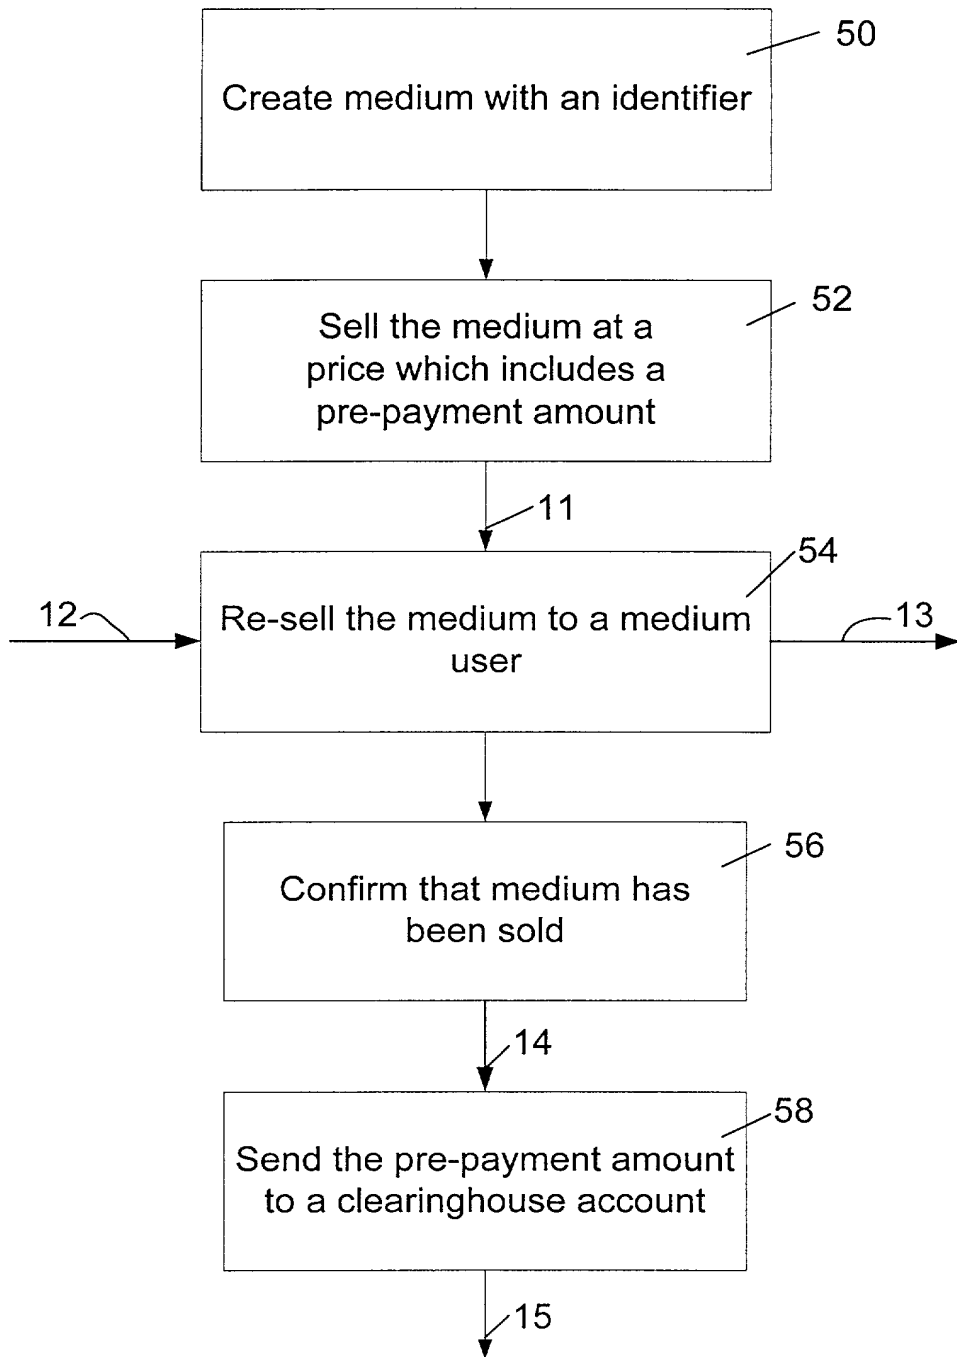 50
Create medium with an identifier
52
Sell the medium at a
price which includes a
pre-payment amount
11
54
12
Re-sell the medium to a medium
user
13
56
Confirm that medium has
been sold
14
58
Send the pre-payment amount
to a clearinghouse account
15